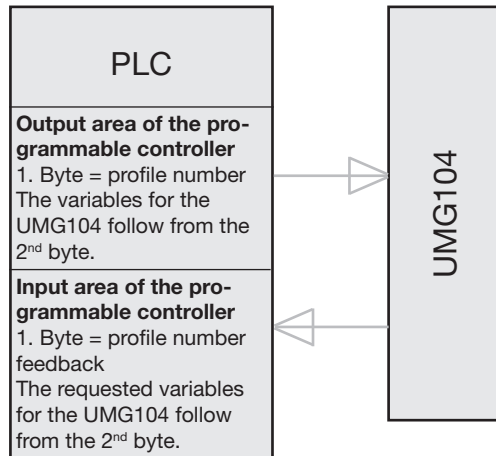 PLC
Output area of the pro-
grammable controller
1. Byte = profile number
The variables for the
UMG104 follow from the
2nd byte.
Input area of the pro-
grammable controller
1. Byte = profile number
feedback
The requested variables
for the UMG104 follow
from the 2nd byte.
UMG104